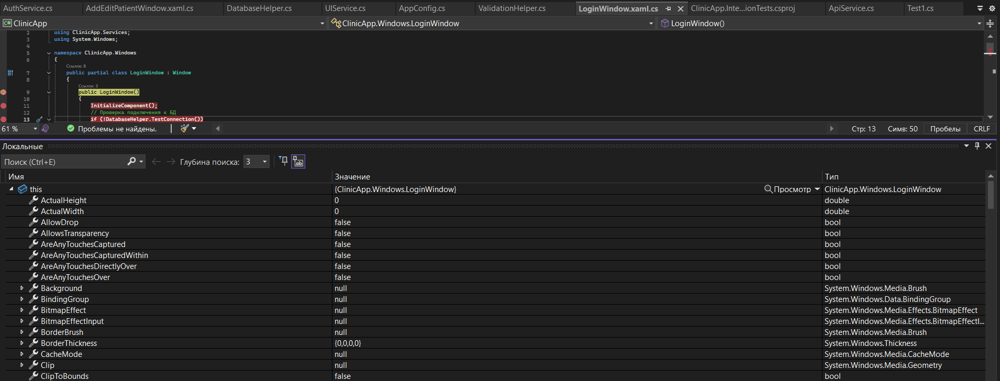 AuthService.cs AddEditPatientWindow.xaml.cs DatabaseHelper.cs UIService.cs AppConfig.cs ValidationHelper.cs LoginWindow.xaml.cs ClinicApp.Inte...ionTests.csproj ApiService.cs Test1.cs
C# ClinicApp ClinicApp.Windows.LoginWindow LoginWindow()
2 using ClinicApp.Services;
3 using System.Windows;
4
5 namespace ClinicApp.Windows
6 {
Ссылок: 8
7 public partial class LoginWindow : Window
8 {
Ссылок: 3
9 public LoginWindow()
10 {
11 InitializeComponent();
12 // Проверка подключения к БД
13 if (!DatabaseHelper.TestConnection())
61 % Проблемы не найдены. Стр: 13 Симв: 50 Пробелы CRLF
Локальные
Поиск (Ctrl+E) Глубина поиска: 3
Имя Значение Тип
this {ClinicApp.Windows.LoginWindow} Просмотр ClinicApp.Windows.LoginWindow
ActualHeight 0 double
ActualWidth 0 double
AllowDrop false bool
AllowsTransparency false bool
AreAnyTouchesCaptured false bool
AreAnyTouchesCapturedWithin false bool
AreAnyTouchesDirectlyOver false bool
AreAnyTouchesOver false bool
Background null System.Windows.Media.Brush
BindingGroup null System.Windows.Data.BindingGroup
BitmapEffect null System.Windows.Media.Effects.BitmapEffect
BitmapEffectInput null System.Windows.Media.Effects.BitmapEffectI...
BorderBrush null System.Windows.Media.Brush
BorderThickness {0,0,0,0} System.Windows.Thickness
CacheMode null System.Windows.Media.CacheMode
Clip null System.Windows.Media.Geometry
ClipToBounds false bool